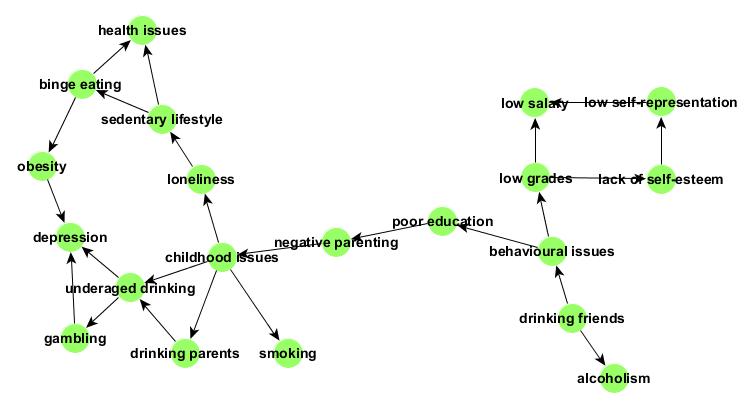 health issues
binge eating
low salary
low self-representation
sedentary lifestyle
obesity
loneliness
low grades
lack of self-esteem
poor education
depression
negative parenting
behavioural issues
childhood issues
underaged drinking
drinking friends
gambling
drinking parents
smoking
alcoholism